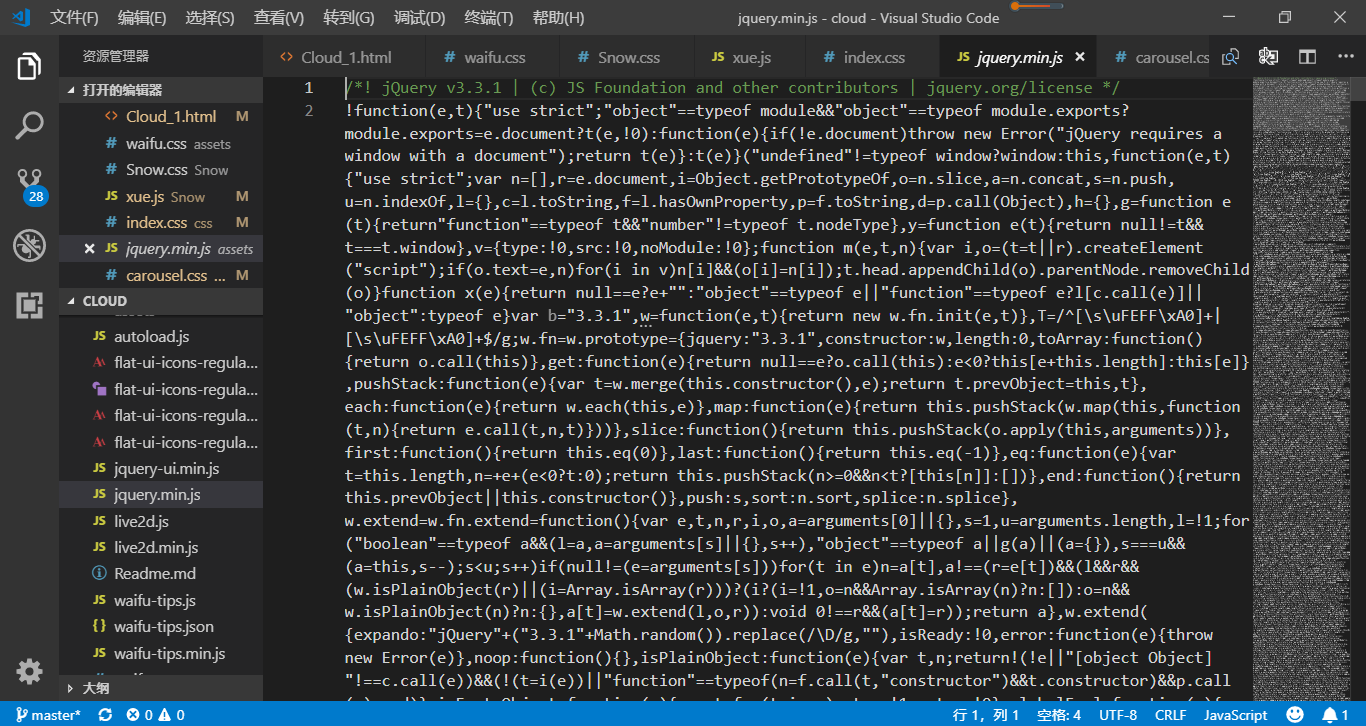 文件(F) 编辑(E) 选择(S) 查看(V) 转到(G) 调试(D) 终端(T) 帮助(H) jquery.min.js - cloud - Visual Studio Code
资源管理器
Cloud_1.html waifu.css Snow.css xue.js index.css jquery.min.js carousel.cs
打开的编辑器
Cloud_1.html M
waifu.css assets
Snow.css Snow
xue.js Snow M
index.css css M
jquery.min.js assets
carousel.css ... M
28
CLOUD
autoload.js
flat-ui-icons-regula...
flat-ui-icons-regula...
flat-ui-icons-regula...
flat-ui-icons-regula...
jquery-ui.min.js
jquery.min.js
live2d.js
live2d.min.js
Readme.md
waifu-tips.js
waifu-tips.json
waifu-tips.min.js
大纲
1 /*! jQuery v3.3.1 | (c) JS Foundation and other contributors | jquery.org/license */
2 !function(e,t){"use strict";"object"==typeof module&&"object"==typeof module.exports?
module.exports=e.document?t(e,!0):function(e){if(!e.document)throw new Error("jQuery requires a
window with a document");return t(e)}:t(e)}("undefined"!=typeof window?window:this,function(e,t)
{"use strict";var n=[],r=e.document,i=Object.getPrototypeOf,o=n.slice,a=n.concat,s=n.push,
u=n.indexOf,l={},c=l.toString,f=l.hasOwnProperty,p=f.toString,d=p.call(Object),h={},g=function e
(t){return"function"==typeof t&&"number"!=typeof t.nodeType},y=function e(t){return null!=t&&
t===t.window},v={type:!0,src:!0,noModule:!0};function m(e,t,n){var i,o=(t=t||r).createElement
("script");if(o.text=e,n)for(i in v)n[i]&&(o[i]=n[i]);t.head.appendChild(o).parentNode.removeChild
(o)}function x(e){return null==e?e+"":"object"==typeof e||"function"==typeof e?l[c.call(e)]||
"object":typeof e}var b="3.3.1",w=function(e,t){return new w.fn.init(e,t)},T=/^[\s\uFEFF\xA0]+|
[\s\uFEFF\xA0]+$/g;w.fn=w.prototype={jquery:"3.3.1",constructor:w,length:0,toArray:function()
{return o.call(this)},get:function(e){return null==e?o.call(this):e<0?this[e+this.length]:this[e]}
,pushStack:function(e){var t=w.merge(this.constructor(),e);return t.prevObject=this,t},
each:function(e){return w.each(this,e)},map:function(e){return this.pushStack(w.map(this,function
(t,n){return e.call(t,n,t)}))},slice:function(){return this.pushStack(o.apply(this,arguments))},
first:function(){return this.eq(0)},last:function(){return this.eq(-1)},eq:function(e){var
t=this.length,n=+e+(e<0?t:0);return this.pushStack(n>=0&&n<t?[this[n]]:[])},end:function(){return
this.prevObject||this.constructor()},push:s,sort:n.sort,splice:n.splice},
w.extend=w.fn.extend=function(){var e,t,n,r,i,o,a=arguments[0]||{},s=1,u=arguments.length,l=!1;for
("boolean"==typeof a&&(l=a,a=arguments[s]||{},s++),"object"==typeof a||g(a)||(a={}),s===u&&
(a=this,s--);s<u;s++)if(null!=(e=arguments[s]))for(t in e)n=a[t],a!==(r=e[t])&&(l&&r&&
(w.isPlainObject(r)||(i=Array.isArray(r)))?(i?(i=!1,o=n&&Array.isArray(n)?n:[]):o=n&&
w.isPlainObject(n)?n:{},a[t]=w.extend(l,o,r)):void 0!==r&&(a[t]=r));return a},w.extend(
{expando:"jQuery"+("3.3.1"+Math.random()).replace(/\D/g,""),isReady:!0,error:function(e){throw
new Error(e)},noop:function(){},isPlainObject:function(e){var t,n;return!(!e||"[object Object]
"!==c.call(e))&&(!(t=i(e))||"function"==typeof(n=f.call(t,"constructor")&&t.constructor)&&p.call
master* 0 0 行 1，列 1 空格: 4 UTF-8 CRLF JavaScript 1